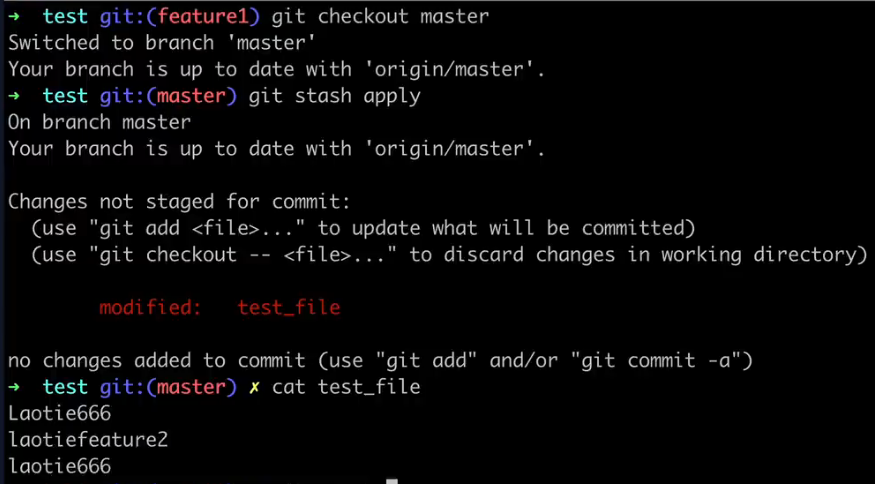 ➜  test git:(feature1) git checkout master
Switched to branch 'master'
Your branch is up to date with 'origin/master'.
➜  test git:(master) git stash apply
On branch master
Your branch is up to date with 'origin/master'.
Changes not staged for commit:
  (use "git add <file>..." to update what will be committed)
  (use "git checkout -- <file>..." to discard changes in working directory)
        modified:   test_file
no changes added to commit (use "git add" and/or "git commit -a")
➜  test git:(master) ✗ cat test_file
Laotie666
laotiefeature2
laotie666